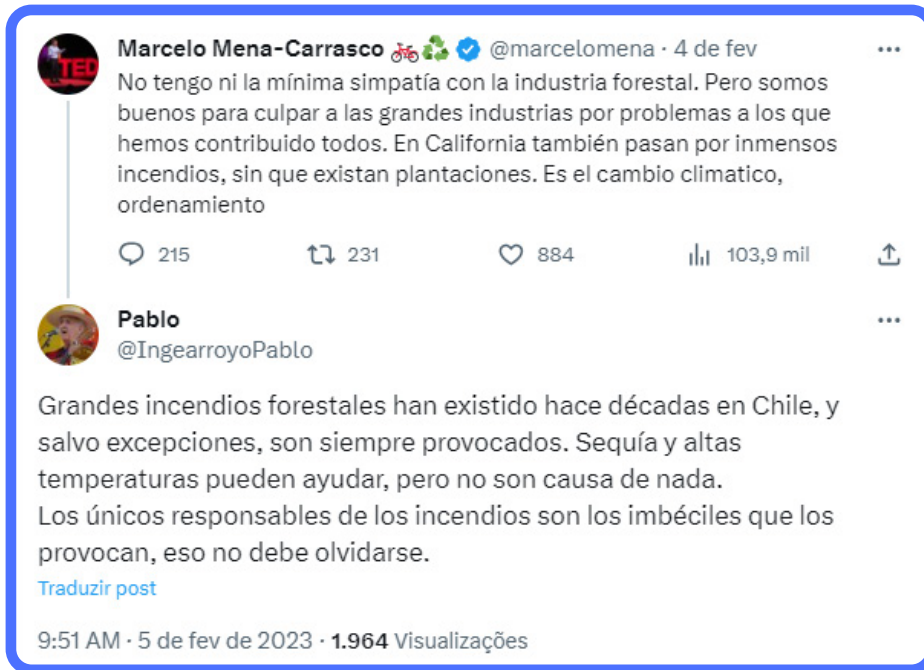 Marcelo Mena-Carrasco 🚲♻️ @marcelomena · 4 de fev
TED
No tengo ni la mínima simpatía con la industria forestal. Pero somos
buenos para culpar a las grandes industrias por problemas a los que
hemos contribuido todos. En California también pasan por inmensos
incendios, sin que existan plantaciones. Es el cambio climatico,
ordenamiento
215 231 884 103,9 mil
Pablo
@IngearroyoPablo
Grandes incendios forestales han existido hace décadas en Chile, y
salvo excepciones, son siempre provocados. Sequía y altas
temperaturas pueden ayudar, pero no son causa de nada.
Los únicos responsables de los incendios son los imbéciles que los
provocan, eso no debe olvidarse.
Traduzir post
9:51 AM · 5 de fev de 2023 · 1.964 Visualizações